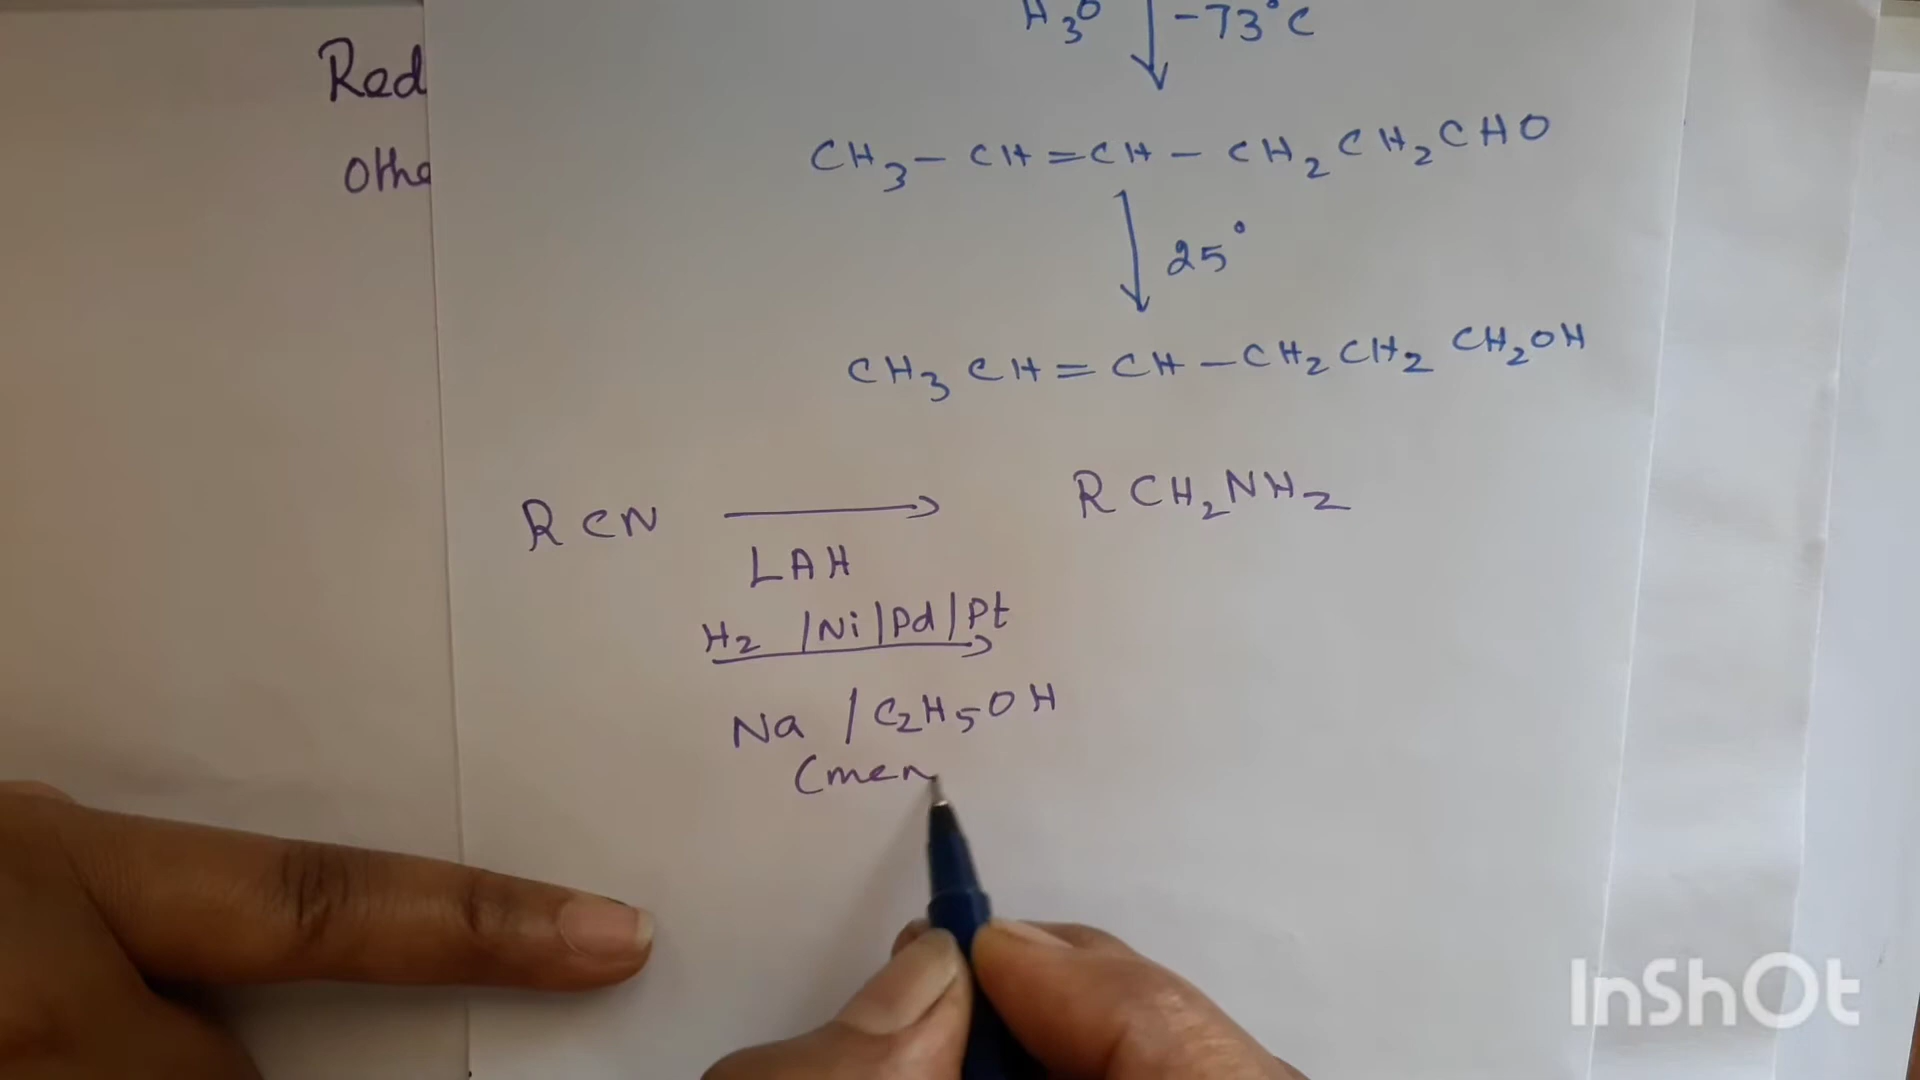 H₃O -73°C
Red
CH₃-CH=CH-CH₂CH₂CHO
othe
25°
CH₃CH=CH-CH₂CH₂CH₂OH
RCN → RCH₂NH₂
LAH
H₂ /Ni|Pd/Pt
Na / C₂H₅OH
(men
InShOt